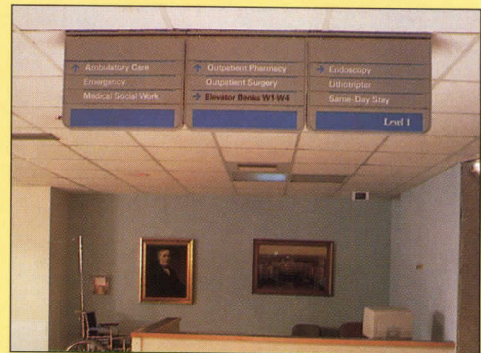 ↑ Ambulatory Care
Emergency
Medical Social Work
↑ Outpatient Pharmacy
Outpatient Surgery
→ Elevator Banks W1-W4
→ Endoscopy
Lithotripter
Same-Day Stay
Level 1